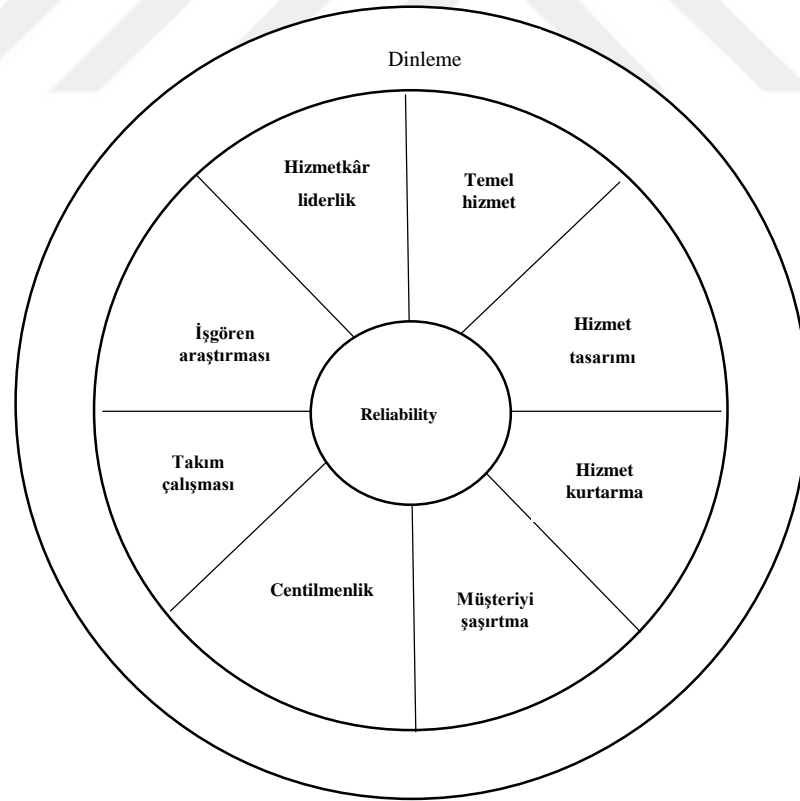 Dinleme
Hizmetkâr
liderlik
Temel
hizmet
Hizmet
tasarımı
İşgören
araştırması
Reliability
Takım
çalışması
Hizmet
kurtarma
Centilmenlik
Müşteriyi
şaşırtma